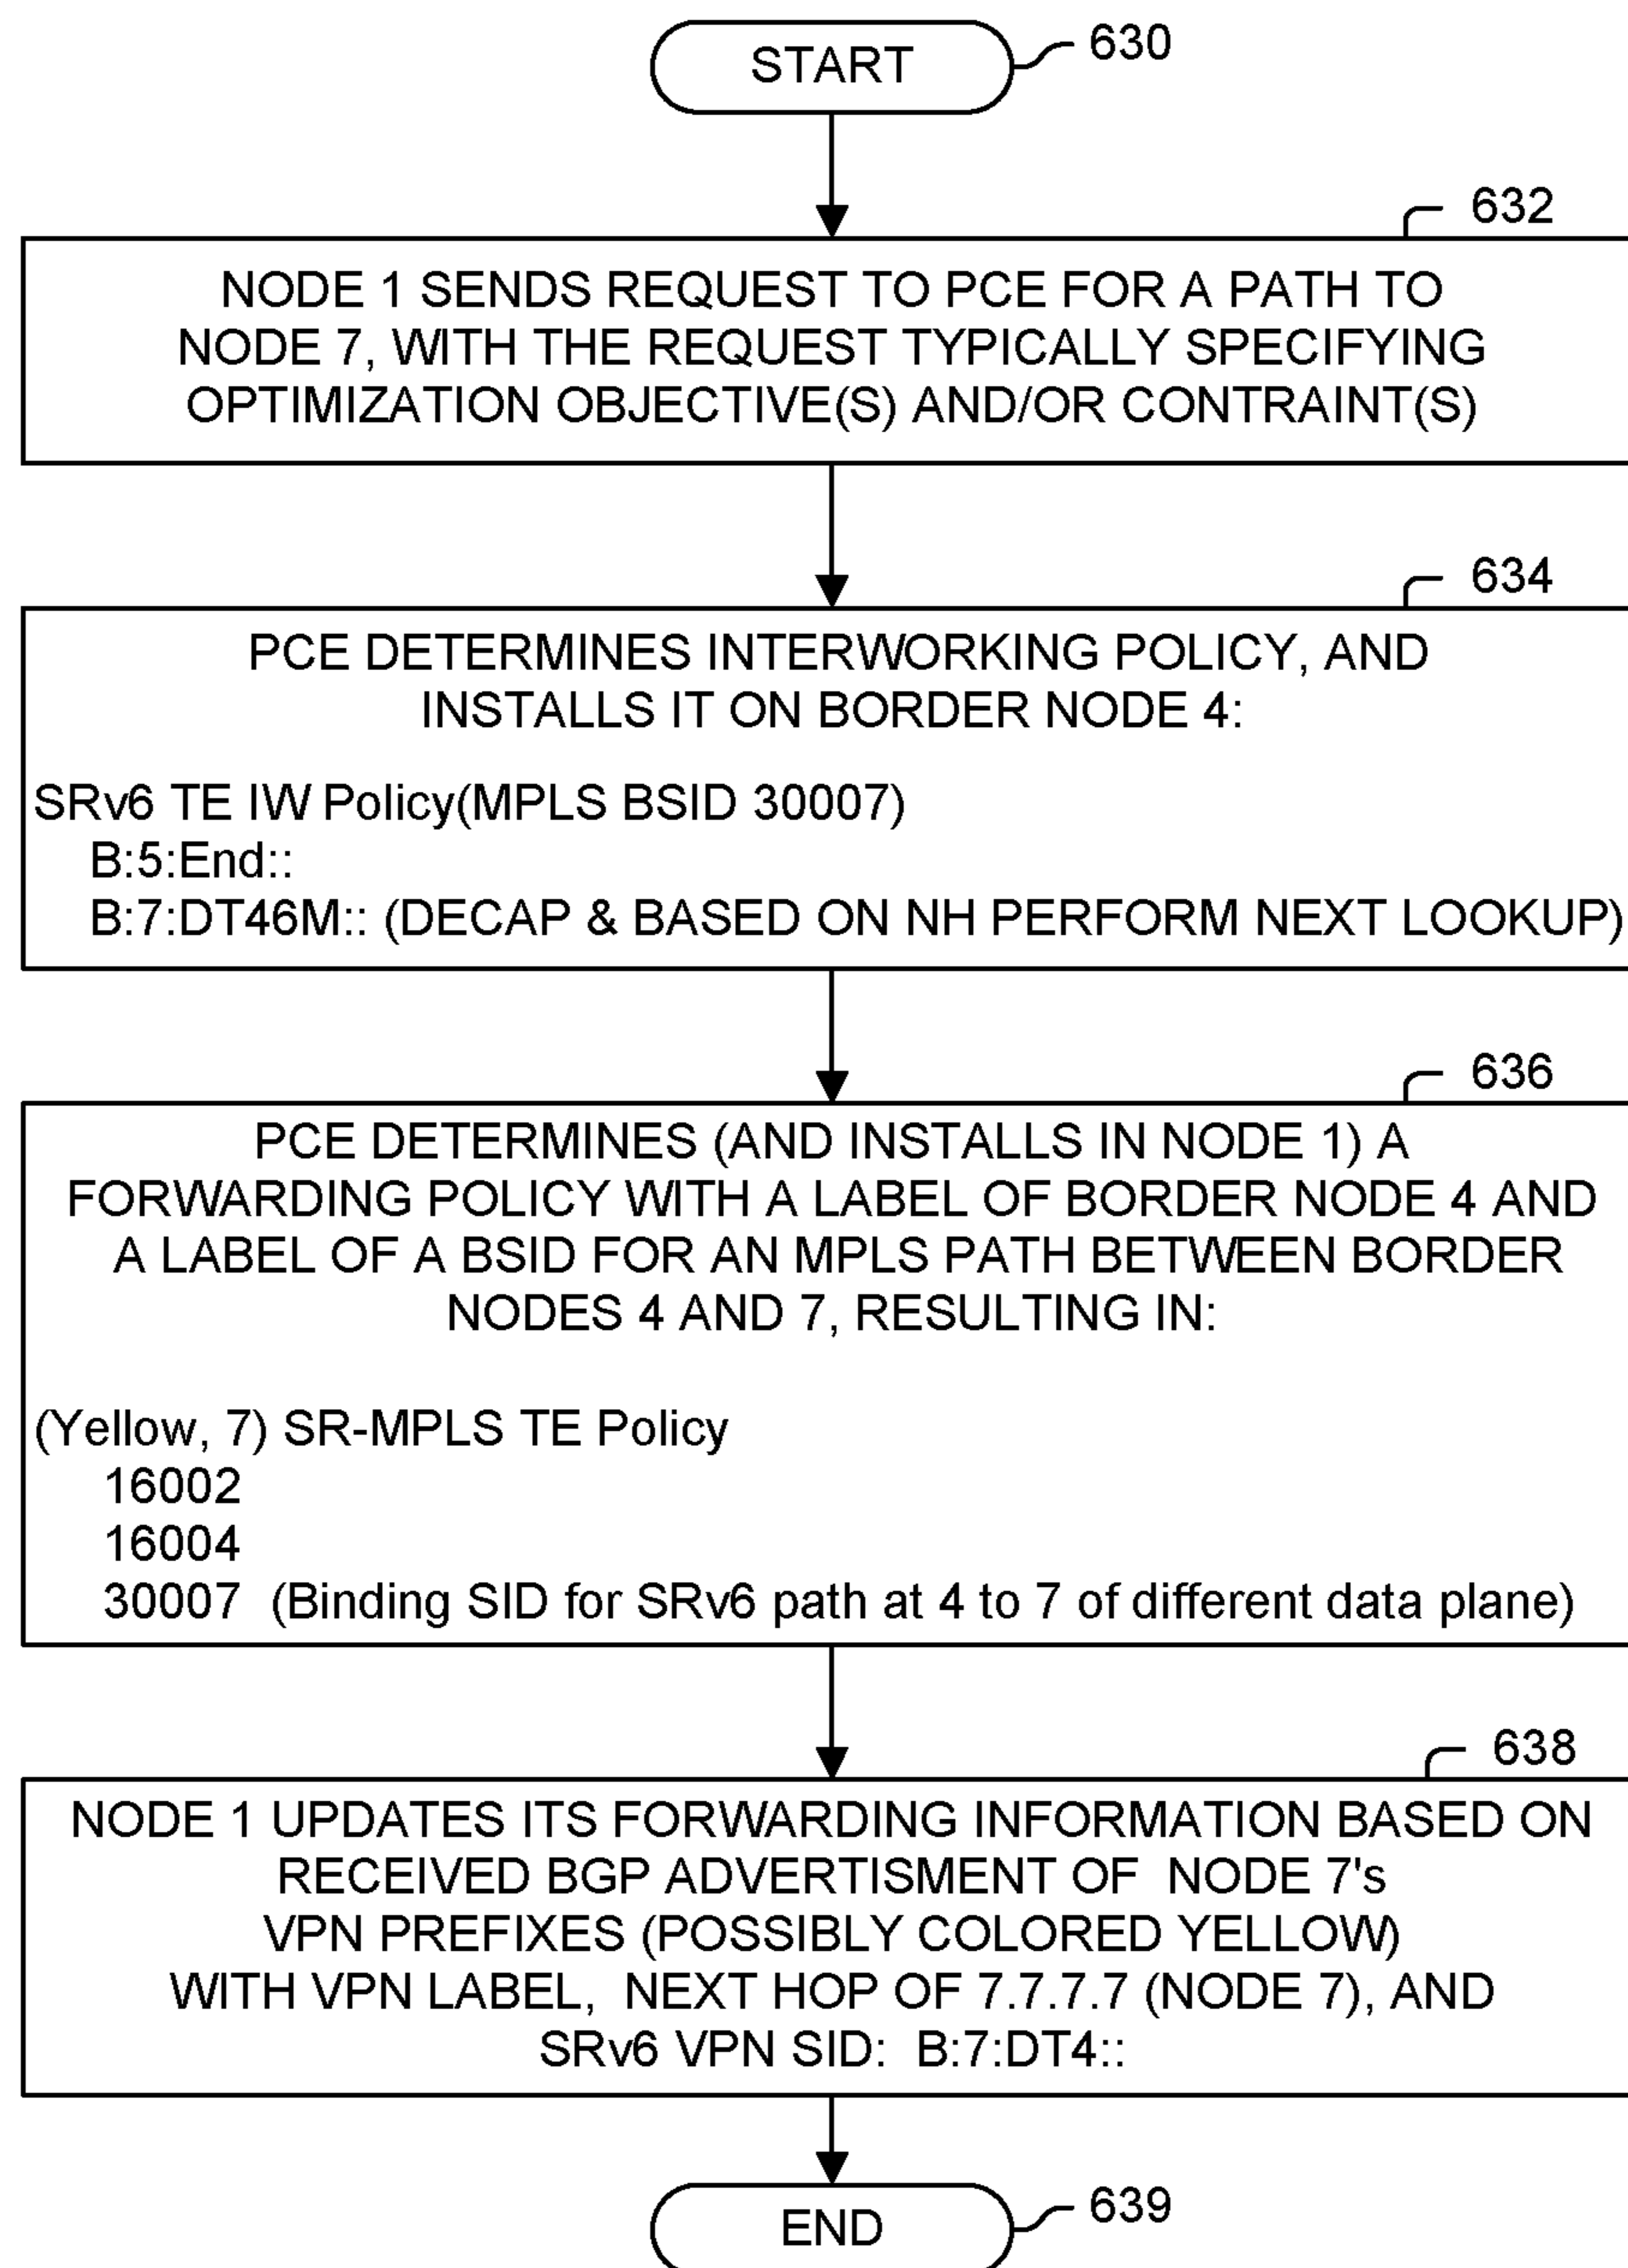 START
630
632
NODE 1 SENDS REQUEST TO PCE FOR A PATH TO
NODE 7, WITH THE REQUEST TYPICALLY SPECIFYING
OPTIMIZATION OBJECTIVE(S) AND/OR CONTRAINT(S)
634
PCE DETERMINES INTERWORKING POLICY, AND
INSTALLS IT ON BORDER NODE 4:
SRv6 TE IW Policy(MPLS BSID 30007)
B:5:End::
B:7:DT46M:: (DECAP & BASED ON NH PERFORM NEXT LOOKUP)
636
PCE DETERMINES (AND INSTALLS IN NODE 1) A
FORWARDING POLICY WITH A LABEL OF BORDER NODE 4 AND
A LABEL OF A BSID FOR AN MPLS PATH BETWEEN BORDER
NODES 4 AND 7, RESULTING IN:
(Yellow, 7) SR-MPLS TE Policy
16002
16004
30007 (Binding SID for SRv6 path at 4 to 7 of different data plane)
638
NODE 1 UPDATES ITS FORWARDING INFORMATION BASED ON
RECEIVED BGP ADVERTISMENT OF NODE 7's
VPN PREFIXES (POSSIBLY COLORED YELLOW)
WITH VPN LABEL, NEXT HOP OF 7.7.7.7 (NODE 7), AND
SRv6 VPN SID: B:7:DT4::
END
639